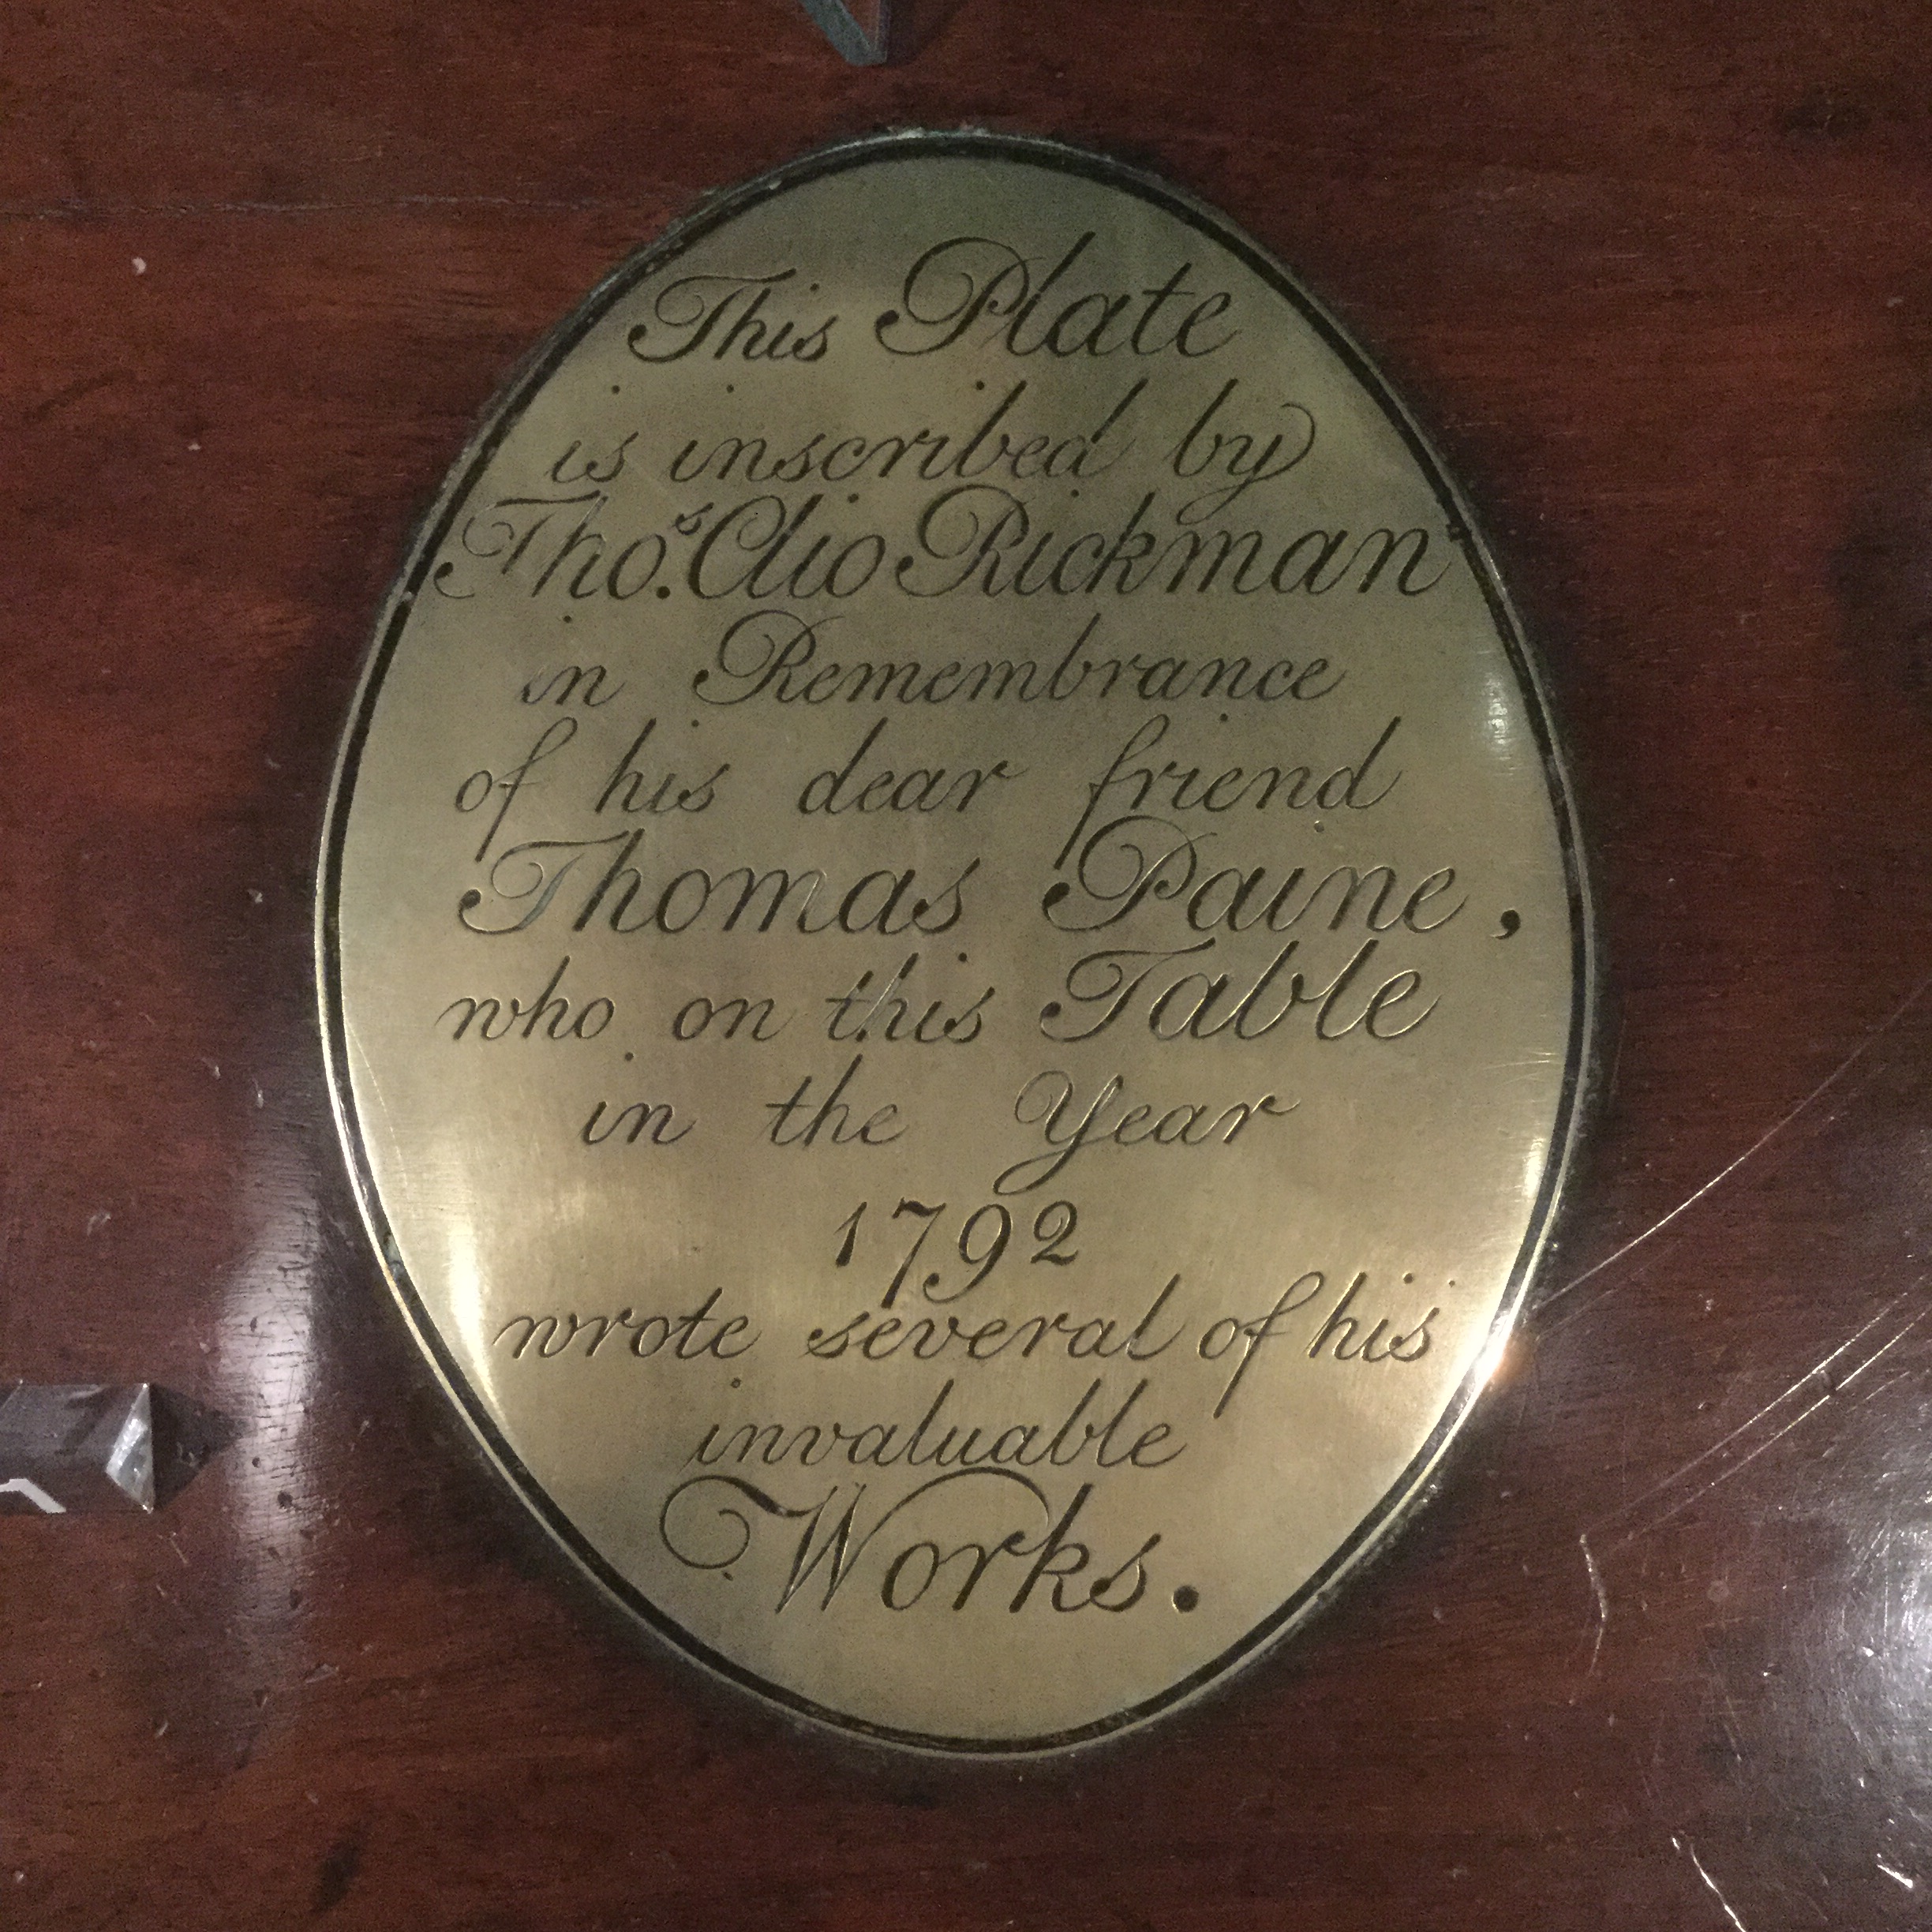 This Plate
is inscribed by
Tho.s Clio Rickman
in Remembrance
of his dear friend
Thomas Paine,
who on this Table
in the Year
1792
wrote several of his
invaluable
Works.